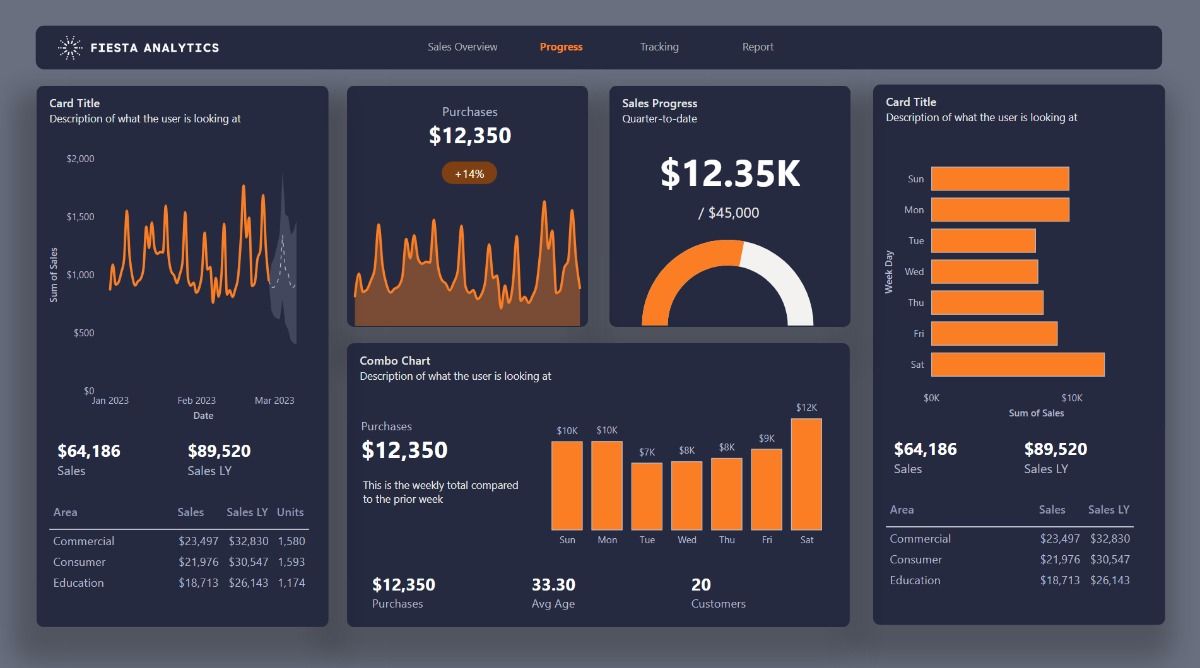 FIESTA ANALYTICS
Sales Overview
Progress
Tracking
Report
Card Title
Description of what the user is looking at
$2,000
$1,500
$1,000
$500
$0
Sum of Sales
Jan 2023 Feb 2023 Mar 2023
Date
$64,186 $89,520
Sales Sales LY
Area Sales Sales LY Units
Commercial $23,497 $32,830 1,580
Consumer $21,976 $30,547 1,593
Education $18,713 $26,143 1,174
Purchases
$12,350
+14%
Sales Progress
Quarter-to-date
$12.35K
/ $45,000
Combo Chart
Description of what the user is looking at
Purchases
$12,350
This is the weekly total compared
to the prior week
$10K $10K $7K $8K $8K $9K $12K
Sun Mon Tue Wed Thu Fri Sat
$12,350 33.30 20
Purchases Avg Age Customers
Card Title
Description of what the user is looking at
Week Day
Sun
Mon
Tue
Wed
Thu
Fri
Sat
$0K $10K
Sum of Sales
$64,186 $89,520
Sales Sales LY
Area Sales Sales LY
Commercial $23,497 $32,830
Consumer $21,976 $30,547
Education $18,713 $26,143